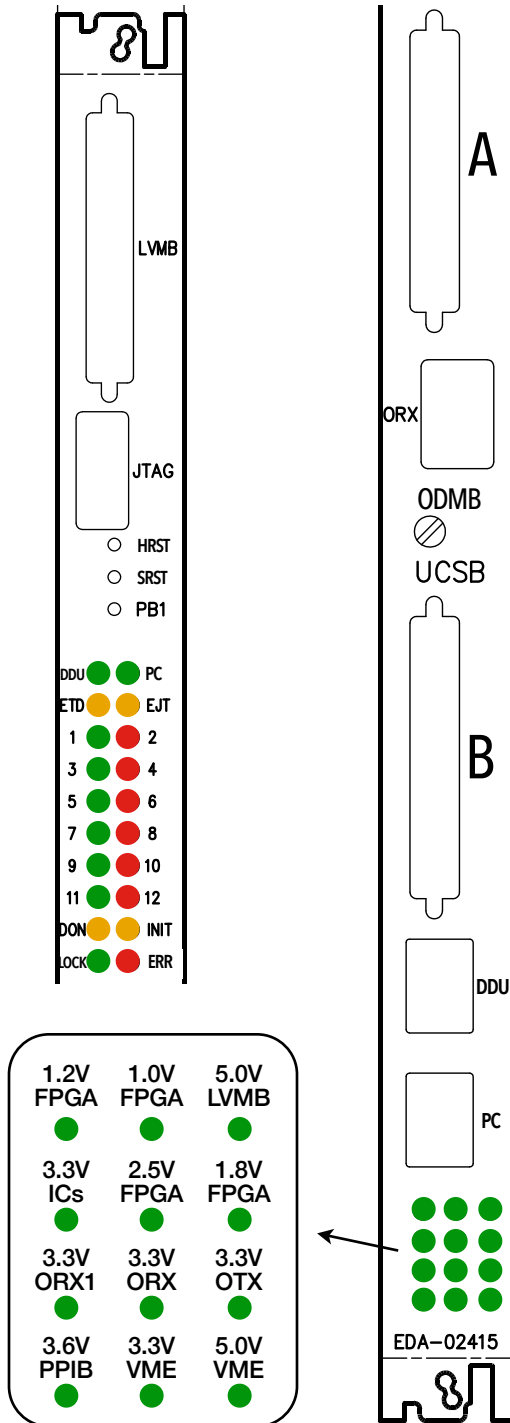 LVMB
JTAG
HRST
SRST
PB1
DDU PC
ETD EJT
1 2
3 4
5 6
7 8
9 10
11 12
DON INIT
LOCK ERR
1.2V 1.0V 5.0V
FPGA FPGA LVMB
3.3V 2.5V 1.8V
ICs FPGA FPGA
3.3V 3.3V 3.3V
ORX1 ORX OTX
3.6V 3.3V 5.0V
PPIB VME VME
A
ORX
ODMB
UCSB
B
DDU
PC
EDA-02415